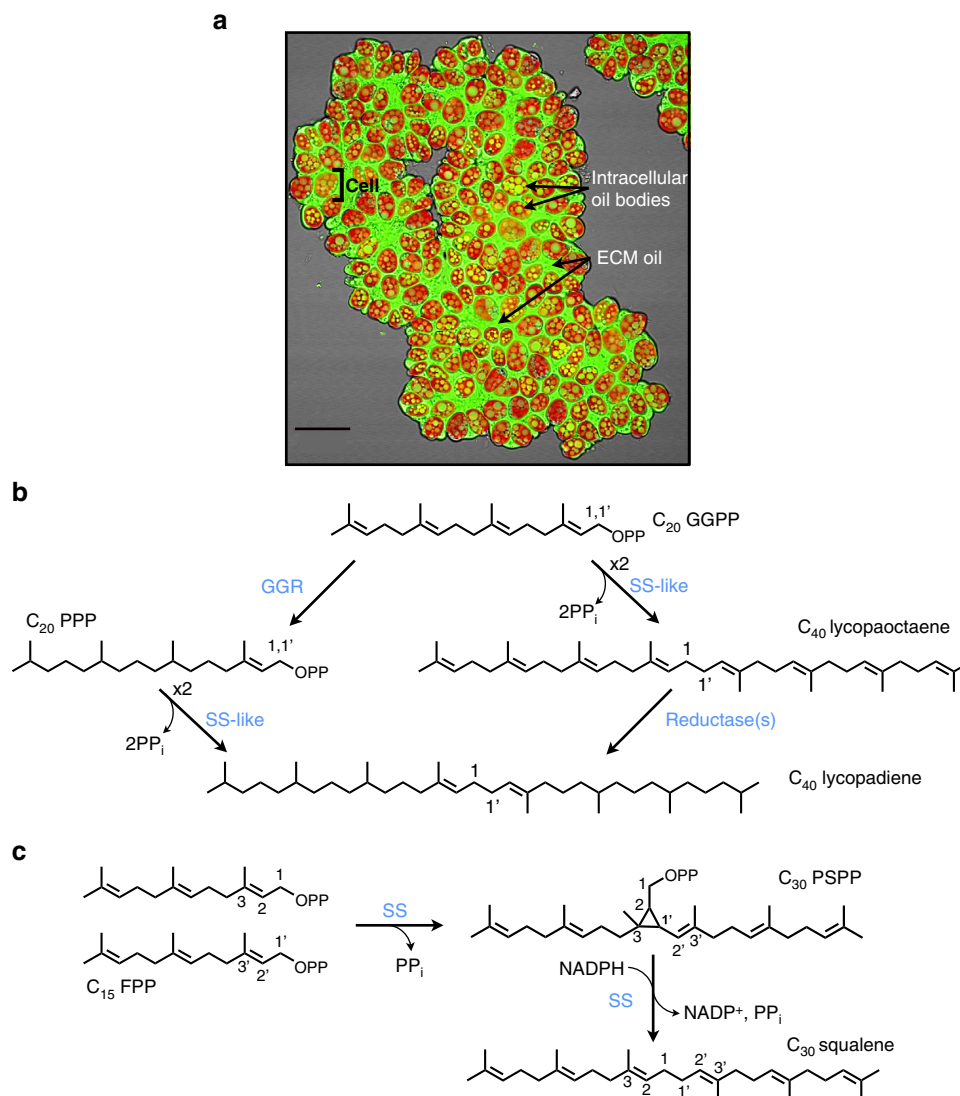 a
Cell
Intracellular
oil bodies
ECM oil
b
1,1'
OPP
C20 GGPP
GGR
x2
SS-like
2PPi
C20 PPP
1,1'
OPP
C40 lycopaoctaene
1
1'
x2
SS-like
2PPi
Reductase(s)
1
1'
C40 lycopadiene
c
1
3
2
OPP
1'
3'
2'
OPP
C15 FPP
SS
PPi
OPP
1
2
3
1'
2'
3'
C30 PSPP
NADPH
SS
NADP+, PPi
C30 squalene
3
2
1
1'
2'
3'